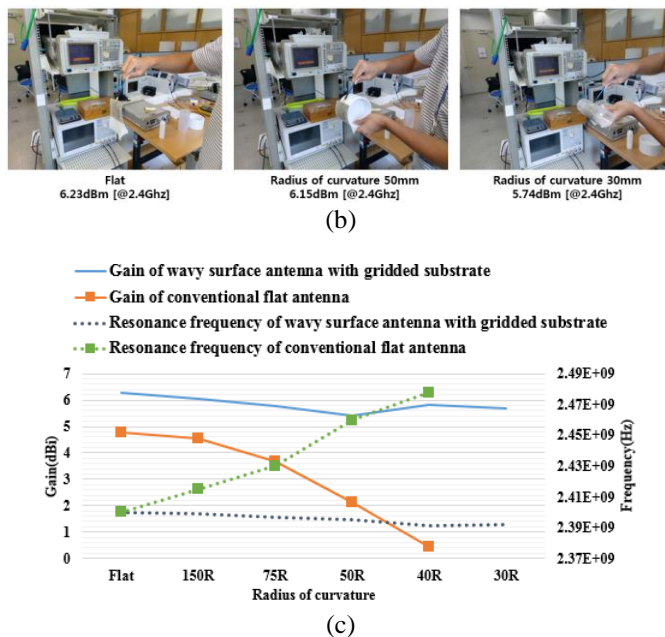 Flat
6.23dBm [@2.4Ghz]
Radius of curvature 50mm
6.15dBm [@2.4Ghz]
Radius of curvature 30mm
5.74dBm [@2.4Ghz]
(b)
Gain of wavy surface antenna with gridded substrate
Gain of conventional flat antenna
Resonance frequency of wavy surface antenna with gridded substrate
Resonance frequency of conventional flat antenna
Gain(dBi)
7
6
5
4
3
2
1
0
2.49E+09
2.47E+09
2.45E+09
2.43E+09
2.41E+09
2.39E+09
2.37E+09
Frequency(Hz)
Flat 150R 75R 50R 40R 30R
Radius of curvature
(c)